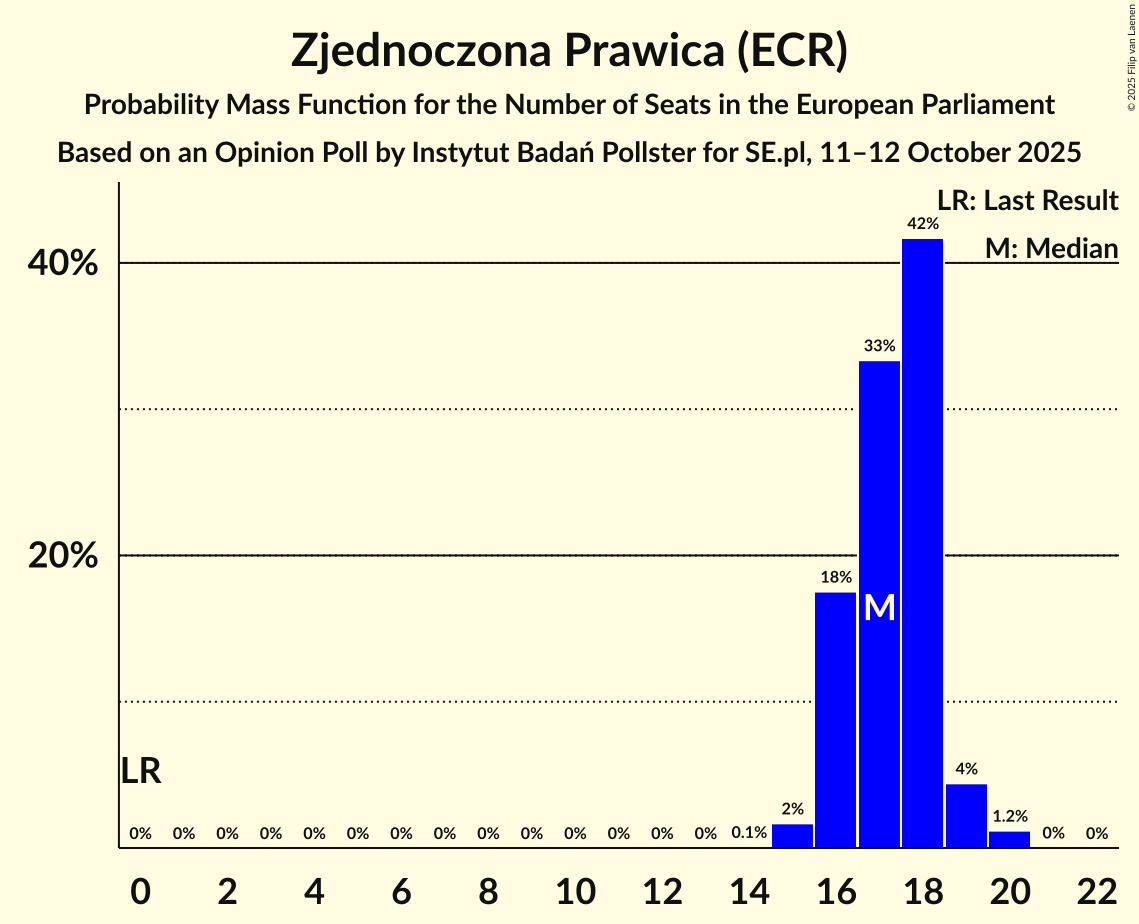 Zjednoczona Prawica (ECR)
Probability Mass Function for the Number of Seats in the European Parliament
Based on an Opinion Poll by Instytut Badań Pollster for SE.pl, 11–12 October 2025
© 2025 Filip van Laenen
LR: Last Result
M: Median
40%
20%
42%
33%
18%
M
LR
0% 0% 0% 0% 0% 0% 0% 0% 0% 0% 0% 0% 0% 0% 0.1% 2% 4% 1.2% 0% 0%
0 2 4 6 8 10 12 14 16 18 20 22